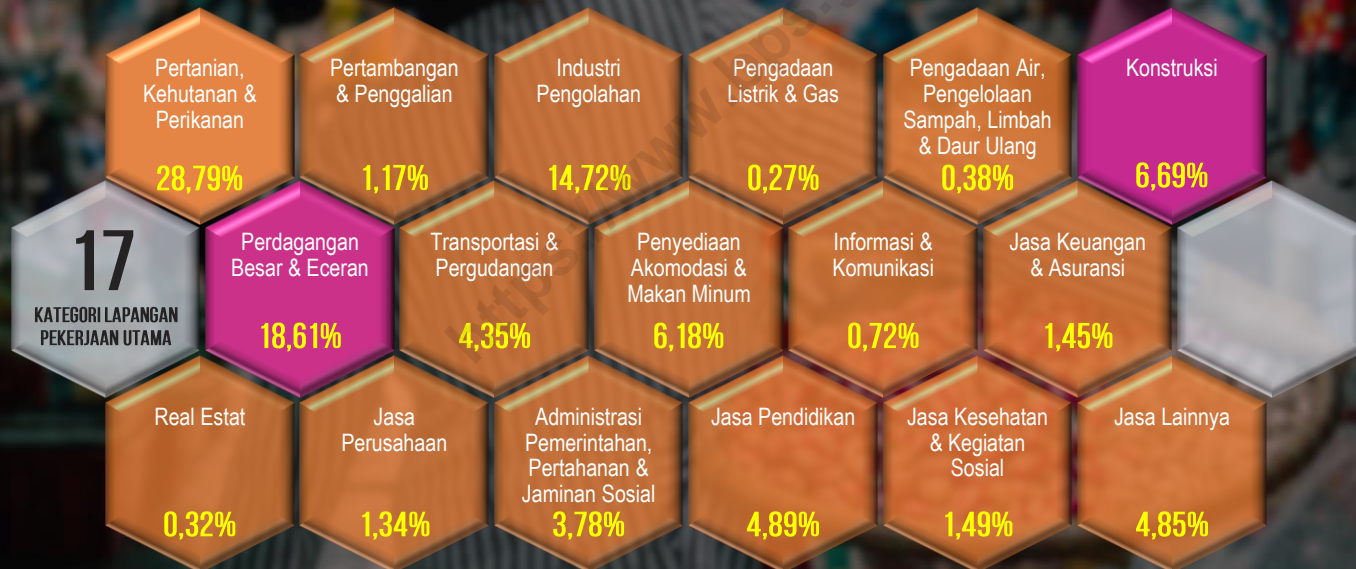 Pertanian,
Kehutanan &
Perikanan
28,79%
Pertambangan
& Penggalian
1,17%
Industri
Pengolahan
14,72%
Pengadaan
Listrik & Gas
0,27%
Pengadaan Air,
Pengelolaan
Sampah, Limbah
& Daur Ulang
0,38%
Konstruksi
6,69%
17
KATEGORI LAPANGAN
PEKERJAAN UTAMA
Perdagangan
Besar & Eceran
18,61%
Transportasi &
Pergudangan
4,35%
Penyediaan
Akomodasi &
Makan Minum
6,18%
Informasi &
Komunikasi
0,72%
Jasa Keuangan
& Asuransi
1,45%
Real Estat
0,32%
Jasa
Perusahaan
1,34%
Administrasi
Pemerintahan,
Pertahanan &
Jaminan Sosial
3,78%
Jasa Pendidikan
4,89%
Jasa Kesehatan
& Kegiatan
Sosial
1,49%
Jasa Lainnya
4,85%